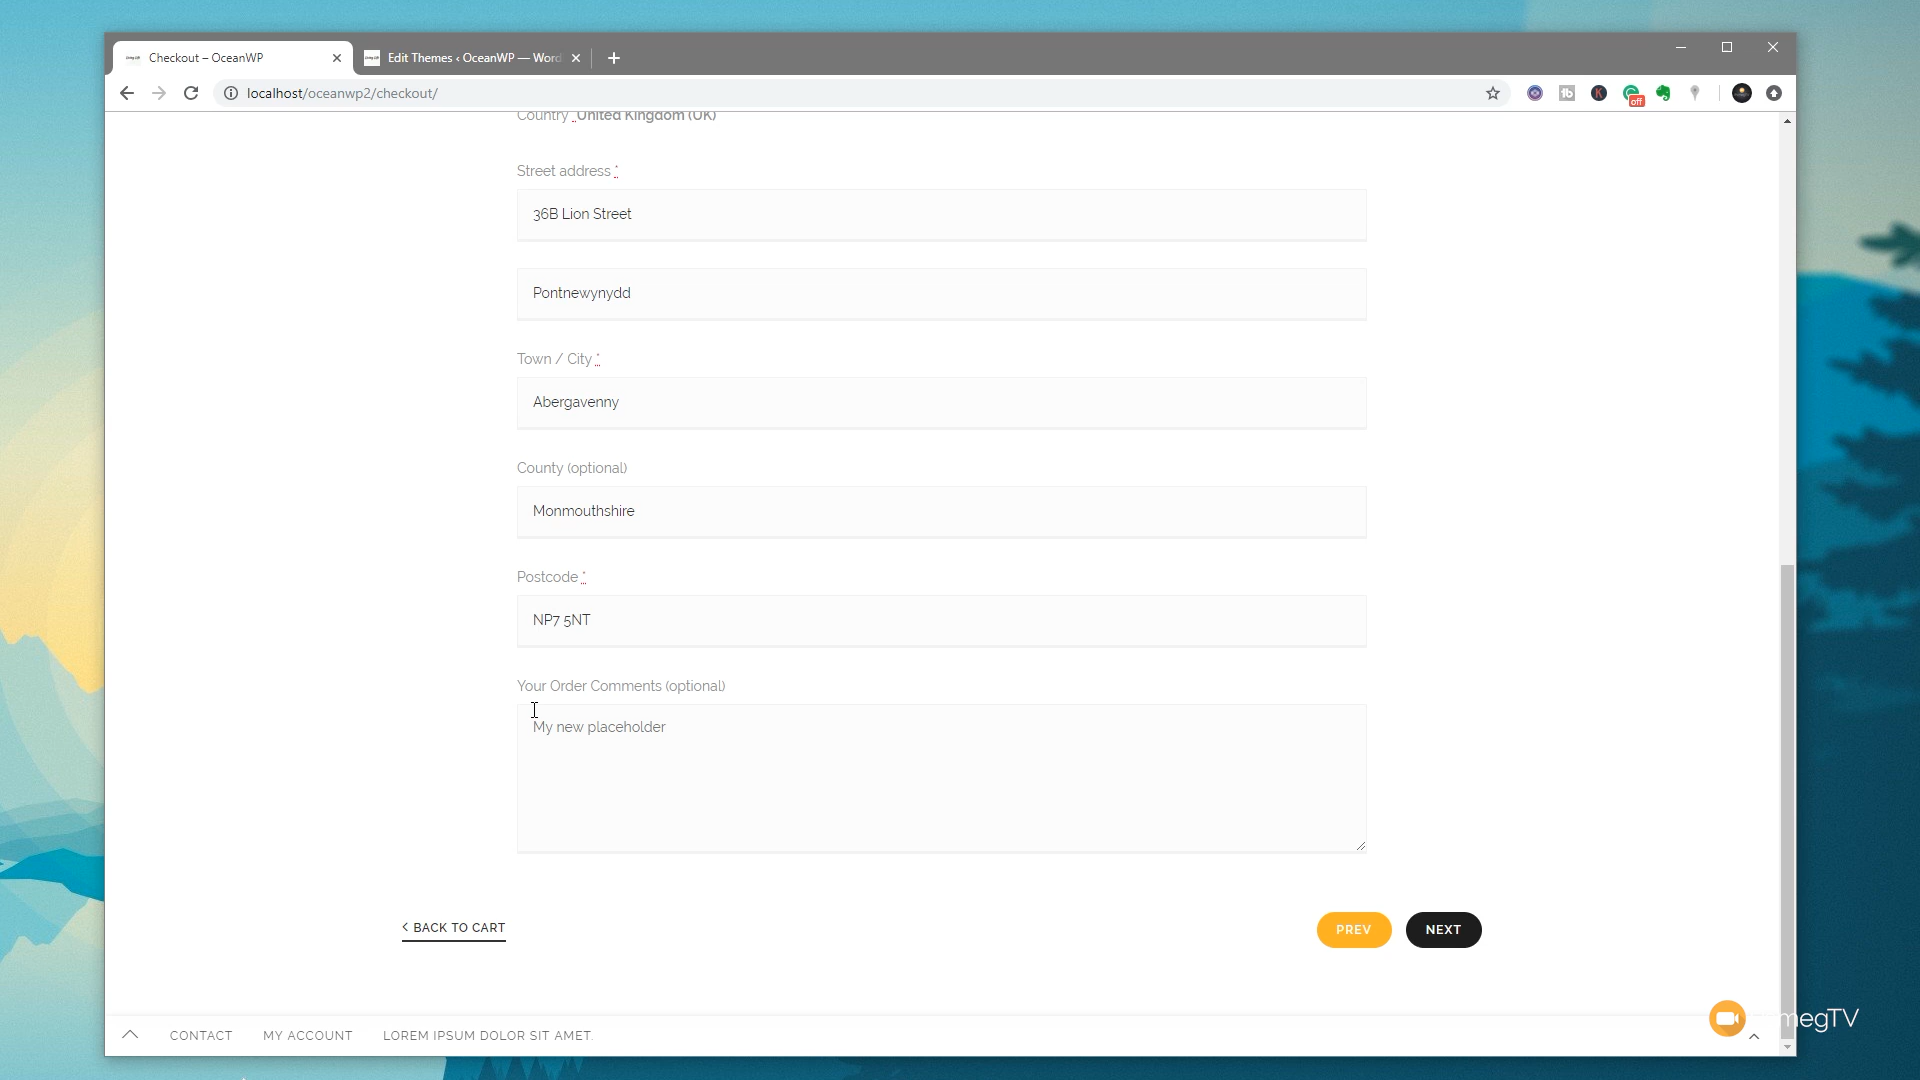 Checkout – OceanWP
Edit Themes ‹ OceanWP — Word
localhost/oceanwp2/checkout/
off
Country * United Kingdom (UK)
Street address *
36B Lion Street
Pontnewynydd
Town / City *
Abergavenny
County (optional)
Monmouthshire
Postcode *
NP7 5NT
Your Order Comments (optional)
My new placeholder
BACK TO CART
PREV
NEXT
CONTACT
MY ACCOUNT
LOREM IPSUM DOLOR SIT AMET.
megTV